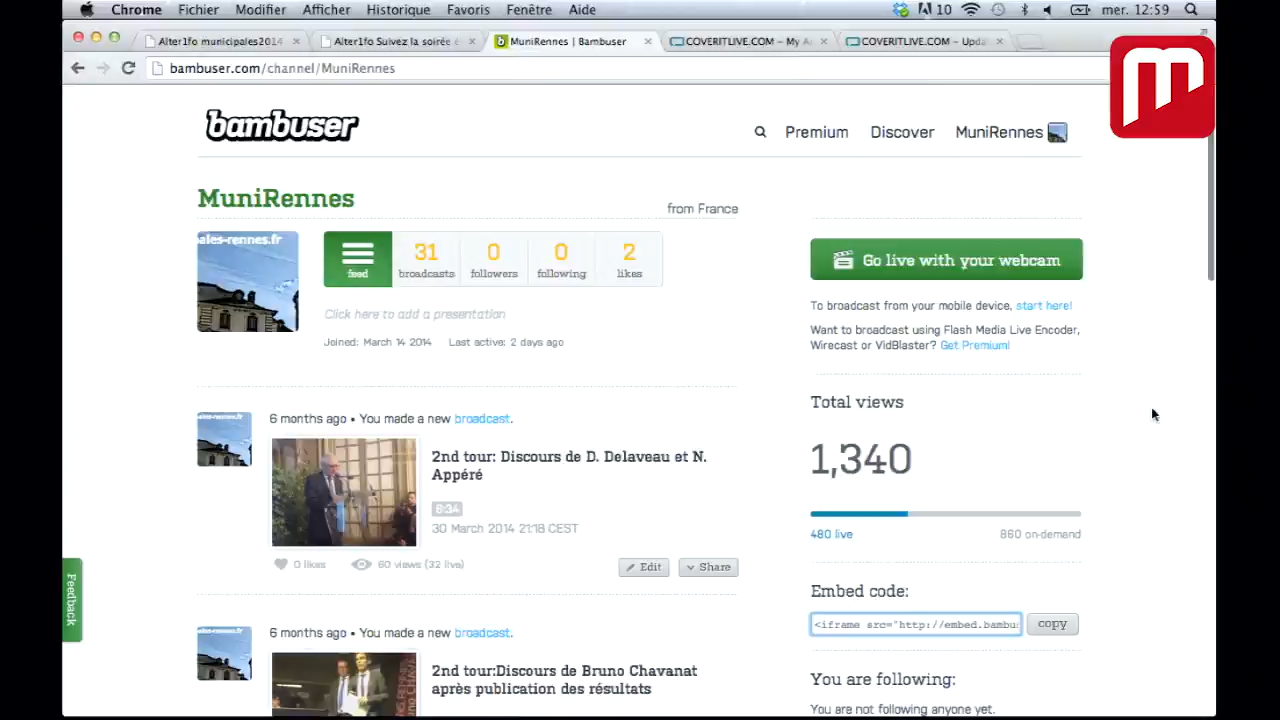 Chrome Fichier Modifier Afficher Historique Favoris Fenêtre Aide 10 mer. 12:59
Alter1fo municipales2014 Alter1fo Suivez la soirée MuniRennes | Bambuser COVERITLIVE.COM – My A COVERITLIVE.COM – Upda
bambuser.com/channel/MuniRennes
bambuser
Premium Discover MuniRennes
MuniRennes
from France
ales-rennes.fr
feed
31 broadcasts
0 followers
0 following
2 likes
Click here to add a presentation
Joined: March 14 2014 Last active: 2 days ago
Go live with your webcam
To broadcast from your mobile device, start here!
Want to broadcast using Flash Media Live Encoder,
Wirecast or VidBlaster? Get Premium!
Total views
1,340
480 live 860 on-demand
Embed code:
<iframe src="http://embed.bambu copy
You are following:
You are not following anyone yet.
6 months ago • You made a new broadcast.
2nd tour: Discours de D. Delaveau et N.
Appéré
6:34
30 March 2014 21:18 CEST
0 likes 60 views (32 live)
Edit Share
6 months ago • You made a new broadcast.
2nd tour:Discours de Bruno Chavanat
après publication des résultats
Feedback